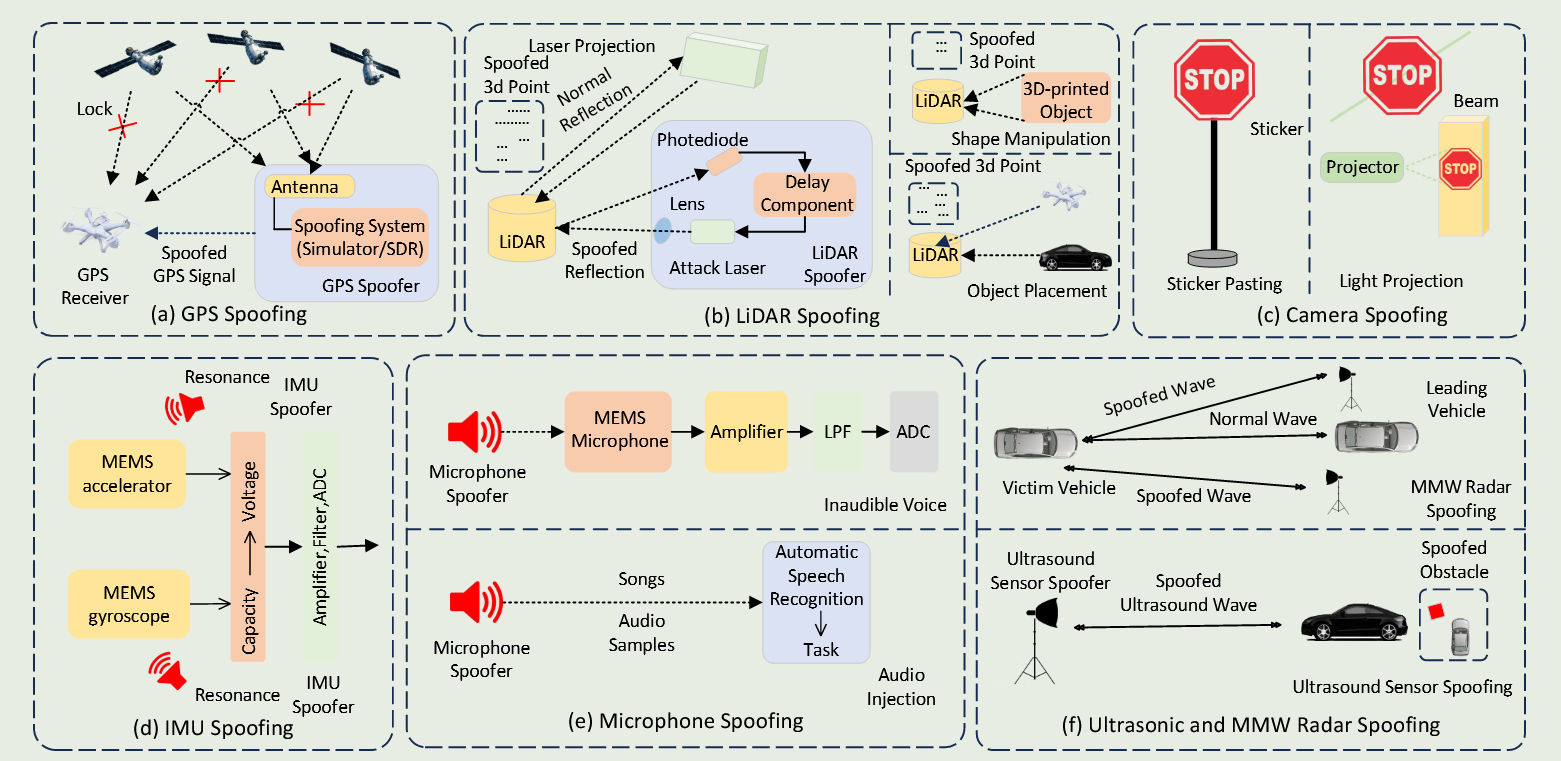 Lock
Antenna
Spoofing System
(Simulator/SDR)
GPS Spoofer
Spoofed
GPS Signal
GPS
Receiver
(a) GPS Spoofing
Laser Projection
Spoofed
3d Point
Normal
Reflection
LiDAR
Photediode
Delay
Component
Lens
Spoofed
Reflection
Attack Laser
LiDAR
Spoofer
Spoofed
3d Point
LiDAR
3D-printed
Object
Shape Manipulation
Spoofed 3d Point
LiDAR
Object Placement
(b) LiDAR Spoofing
STOP
Sticker
Sticker Pasting
STOP
Beam
Projector
STOP
Light Projection
(c) Camera Spoofing
Resonance
IMU
Spoofer
MEMS
accelerator
MEMS
gyroscope
Capacity
Voltage
Amplifier,Filter,ADC
Resonance
IMU
Spoofer
(d) IMU Spoofing
Microphone
Spoofer
MEMS
Microphone
Amplifier
LPF
ADC
Inaudible Voice
Microphone
Spoofer
Songs
Audio
Samples
Automatic
Speech
Recognition
Task
Audio
Injection
(e) Microphone Spoofing
Spoofed Wave
Leading
Vehicle
Normal Wave
Victim Vehicle
Spoofed Wave
MMW Radar
Spoofing
Ultrasound
Sensor Spoofer
Spoofed
Ultrasound Wave
Spoofed
Obstacle
Ultrasound Sensor Spoofing
(f) Ultrasonic and MMW Radar Spoofing